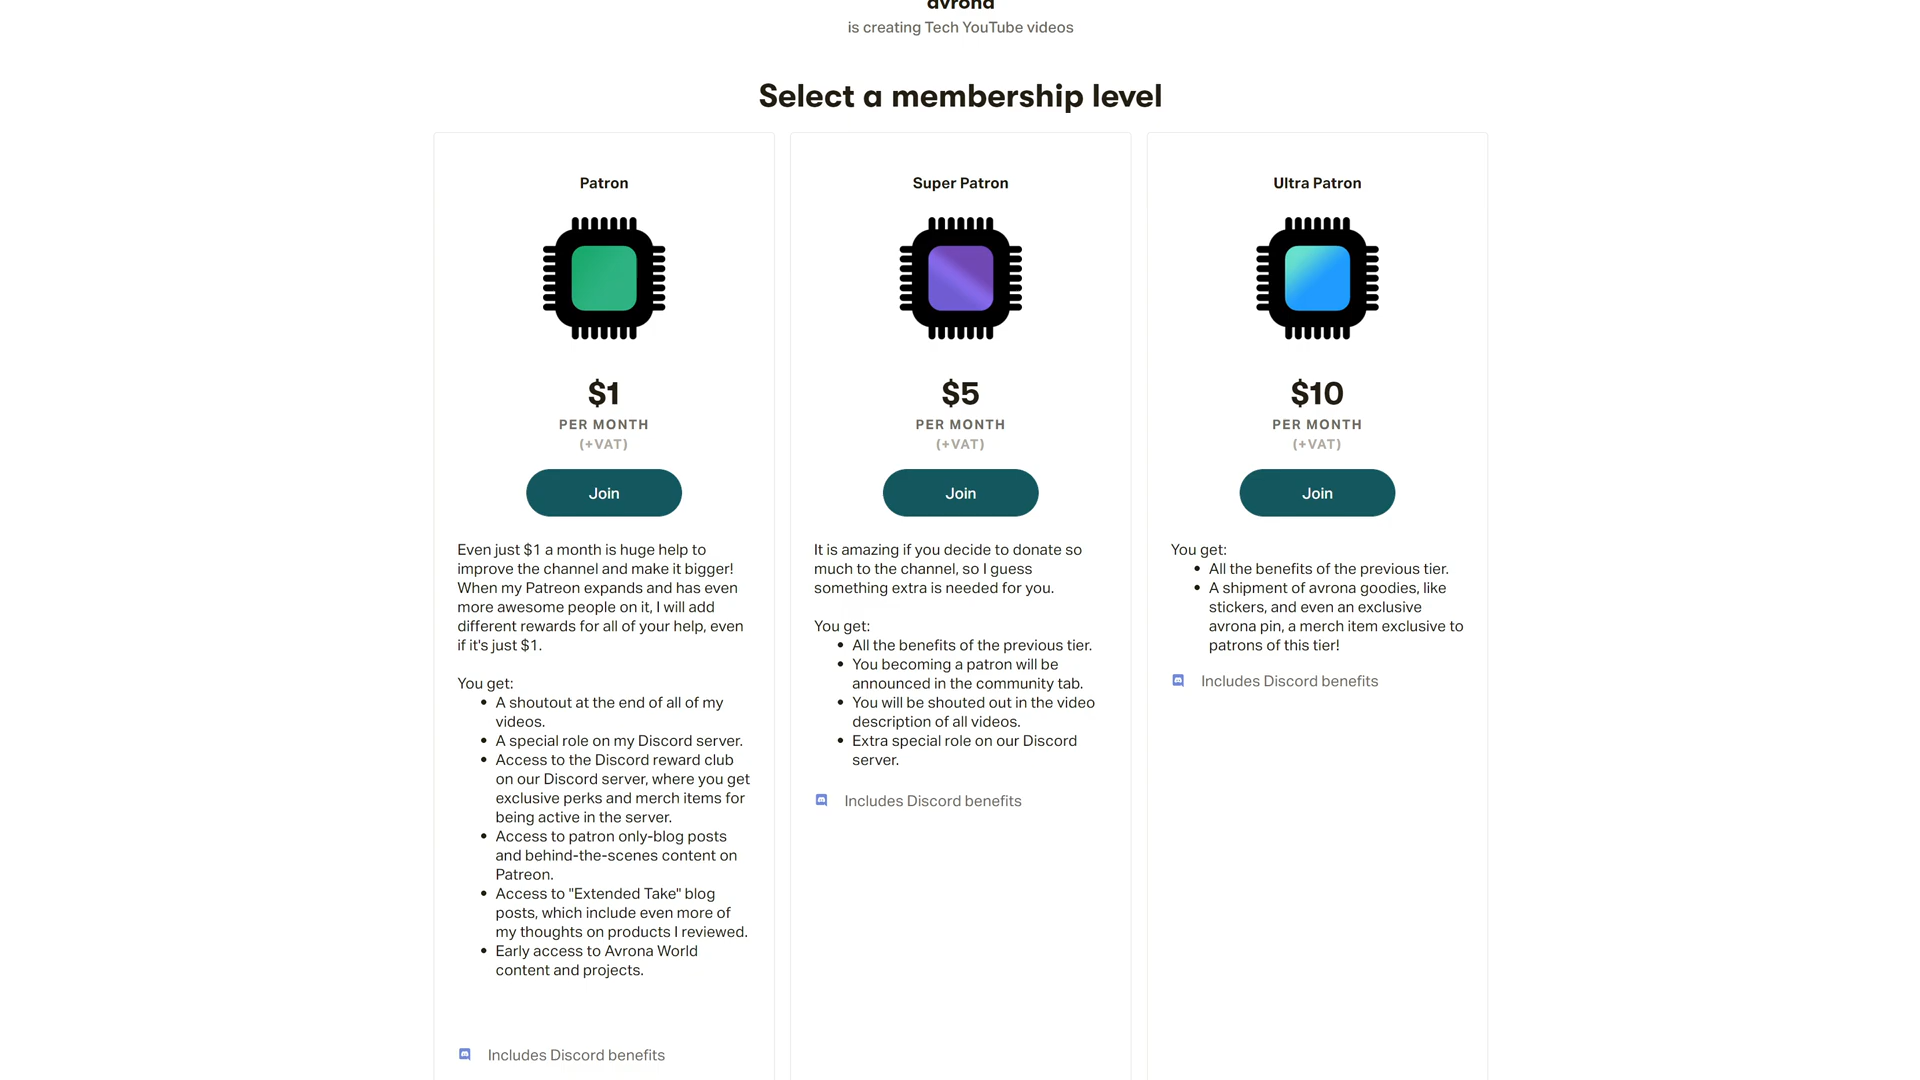 avrona
is creating Tech YouTube videos
Select a membership level
Patron
$1
PER MONTH
(+VAT)
Join
Even just $1 a month is huge help to
improve the channel and make it bigger!
When my Patreon expands and has even
more awesome people on it, I will add
different rewards for all of your help, even
if it's just $1.
You get:
• A shoutout at the end of all of my
videos.
• A special role on my Discord server.
• Access to the Discord reward club
on our Discord server, where you get
exclusive perks and merch items for
being active in the server.
• Access to patron only-blog posts
and behind-the-scenes content on
Patreon.
• Access to "Extended Take" blog
posts, which include even more of
my thoughts on products I reviewed.
• Early access to Avrona World
content and projects.
Includes Discord benefits
Super Patron
$5
PER MONTH
(+VAT)
Join
It is amazing if you decide to donate so
much to the channel, so I guess
something extra is needed for you.
You get:
• All the benefits of the previous tier.
• You becoming a patron will be
announced in the community tab.
• You will be shouted out in the video
description of all videos.
• Extra special role on our Discord
server.
Includes Discord benefits
Ultra Patron
$10
PER MONTH
(+VAT)
Join
You get:
• All the benefits of the previous tier.
• A shipment of avrona goodies, like
stickers, and even an exclusive
avrona pin, a merch item exclusive to
patrons of this tier!
Includes Discord benefits